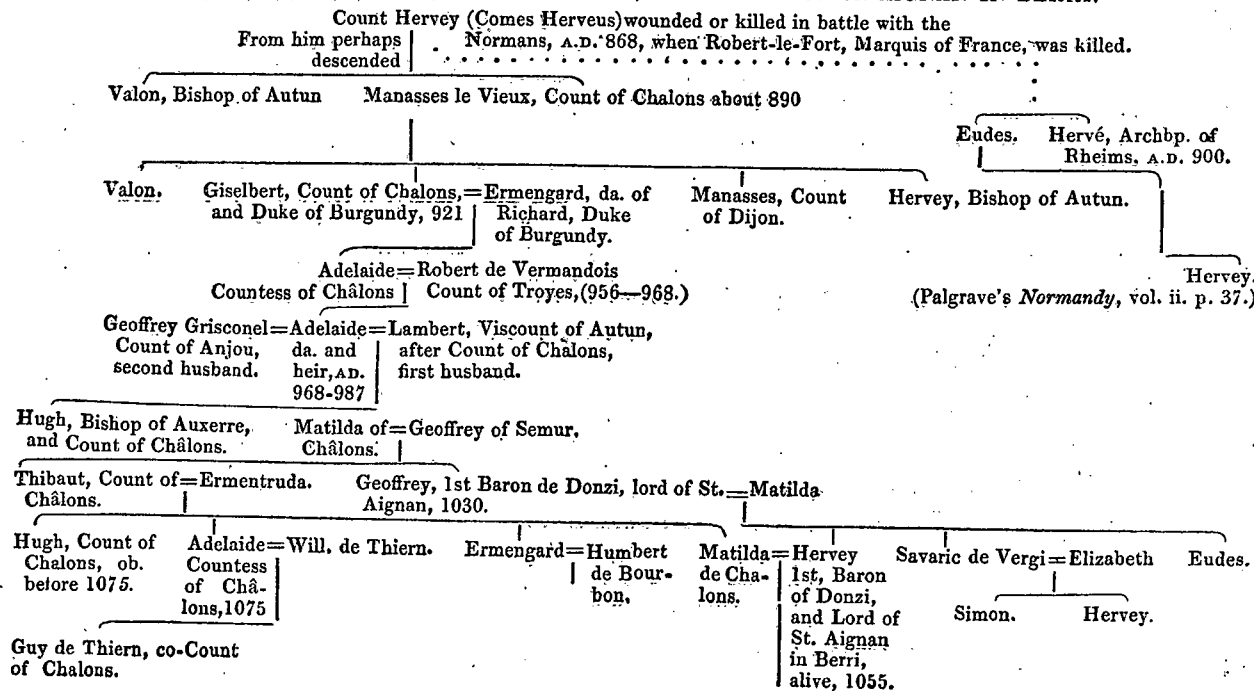 Count Hervey (Comes Herveus) wounded or killed in battle with the
From him perhaps Normans, A.D. 868, when Robert-le-Fort, Marquis of France, was killed.
descended
Valon, Bishop of Autun Manasses le Vieux, Count of Chalons about 890
Eudes. Hervé, Archbp. of
Rheims, A.D. 900.
Valon. Giselbert, Count of Chalons,=Ermengard, da. of Manasses, Count Hervey, Bishop of Autun.
and Duke of Burgundy, 921 Richard, Duke of Dijon.
of Burgundy.
Adelaide=Robert de Vermandois Hervey.
Countess of Châlons Count of Troyes,(956—968.) (Palgrave's Normandy, vol. ii. p. 37.)
Geoffrey Grisconel=Adelaide=Lambert, Viscount of Autun,
Count of Anjou, da. and after Count of Châlons,
second husband. heir, AD. first husband.
968-987
Hugh, Bishop of Auxerre, Matilda of=Geoffrey of Semur,
and Count of Châlons. Châlons.
Thibaut, Count of=Ermentruda. Geoffrey, 1st Baron de Donzi, lord of St.=Matilda
Châlons. Aignan, 1030.
Hugh, Count of Adelaide=Will. de Thiern. Ermengard=Humbert Matilda=Hervey Savaric de Vergi=Elizabeth Eudes.
Chalons, ob. Countess de Bour- de Cha- 1st, Baron
before 1075. of Châ- bon, lons. of Donzi,
lons,1075 and Lord of Simon. Hervey.
Guy de Thiern, co-Count St. Aignan
of Chalons. in Berri,
alive, 1055.